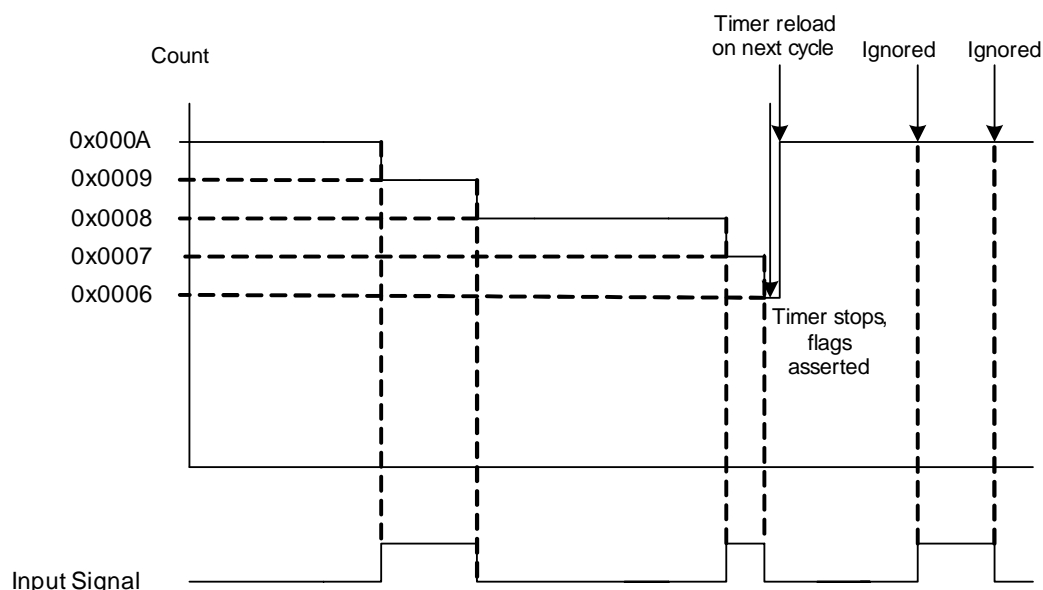 Timer reload
on next cycle
Ignored
Ignored
Count
0x000A
0x0009
0x0008
0x0007
0x0006
Timer stops,
flags
asserted
Input Signal